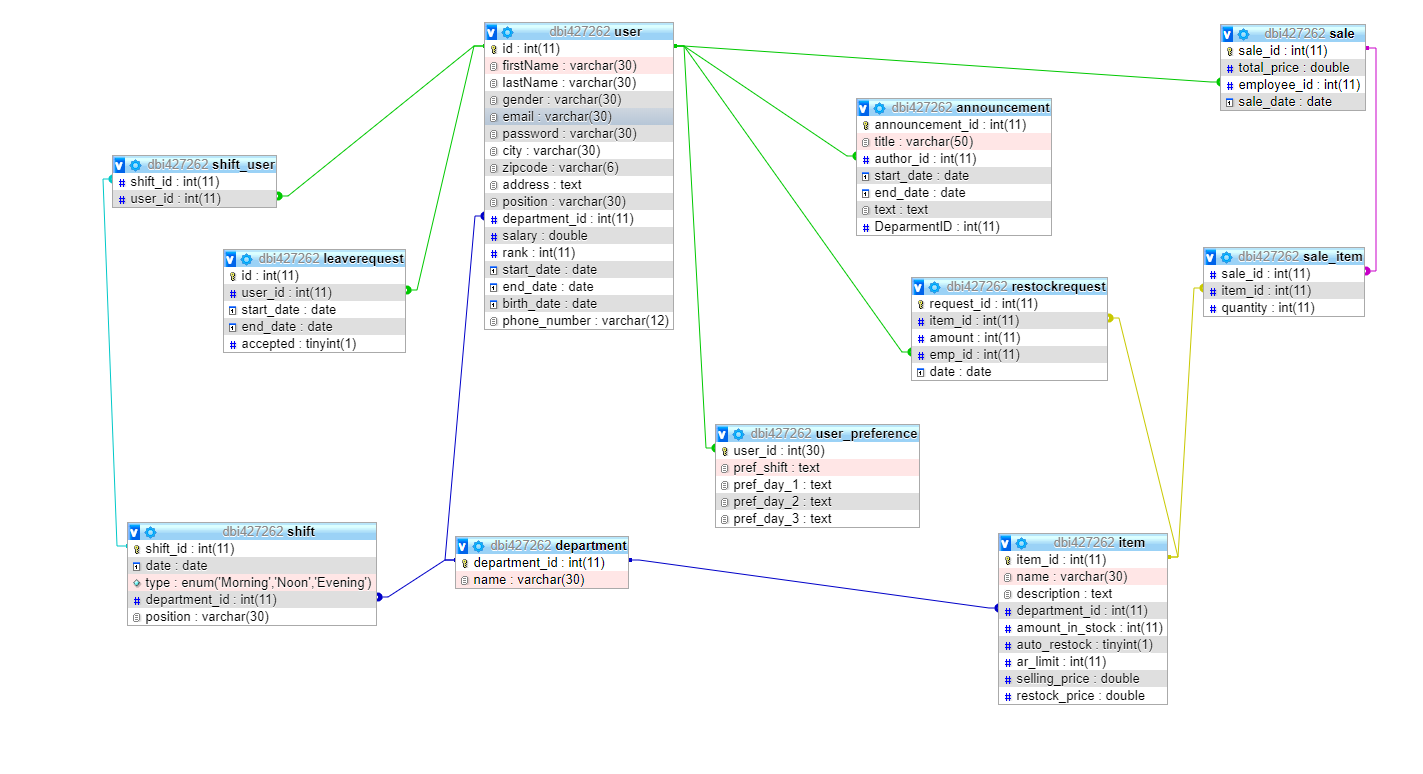 dbi427262 user
id : int(11)
firstName : varchar(30)
lastName : varchar(30)
gender : varchar(30)
email : varchar(30)
password : varchar(30)
city : varchar(30)
zipcode : varchar(6)
address : text
position : varchar(30)
department_id : int(11)
salary : double
rank : int(11)
start_date : date
end_date : date
birth_date : date
phone_number : varchar(12)
dbi427262 sale
sale_id : int(11)
total_price : double
employee_id : int(11)
sale_date : date
dbi427262 announcement
announcement_id : int(11)
title : varchar(50)
author_id : int(11)
start_date : date
end_date : date
text : text
DeparmentID : int(11)
dbi427262 shift_user
shift_id : int(11)
user_id : int(11)
dbi427262 leaverequest
id : int(11)
user_id : int(11)
start_date : date
end_date : date
accepted : tinyint(1)
dbi427262 sale_item
sale_id : int(11)
item_id : int(11)
quantity : int(11)
dbi427262 restockrequest
request_id : int(11)
item_id : int(11)
amount : int(11)
emp_id : int(11)
date : date
dbi427262 user_preference
user_id : int(30)
pref_shift : text
pref_day_1 : text
pref_day_2 : text
pref_day_3 : text
dbi427262 shift
shift_id : int(11)
date : date
type : enum('Morning','Noon','Evening')
department_id : int(11)
position : varchar(30)
dbi427262 department
department_id : int(11)
name : varchar(30)
dbi427262 item
item_id : int(11)
name : varchar(30)
description : text
department_id : int(11)
amount_in_stock : int(11)
auto_restock : tinyint(1)
ar_limit : int(11)
selling_price : double
restock_price : double